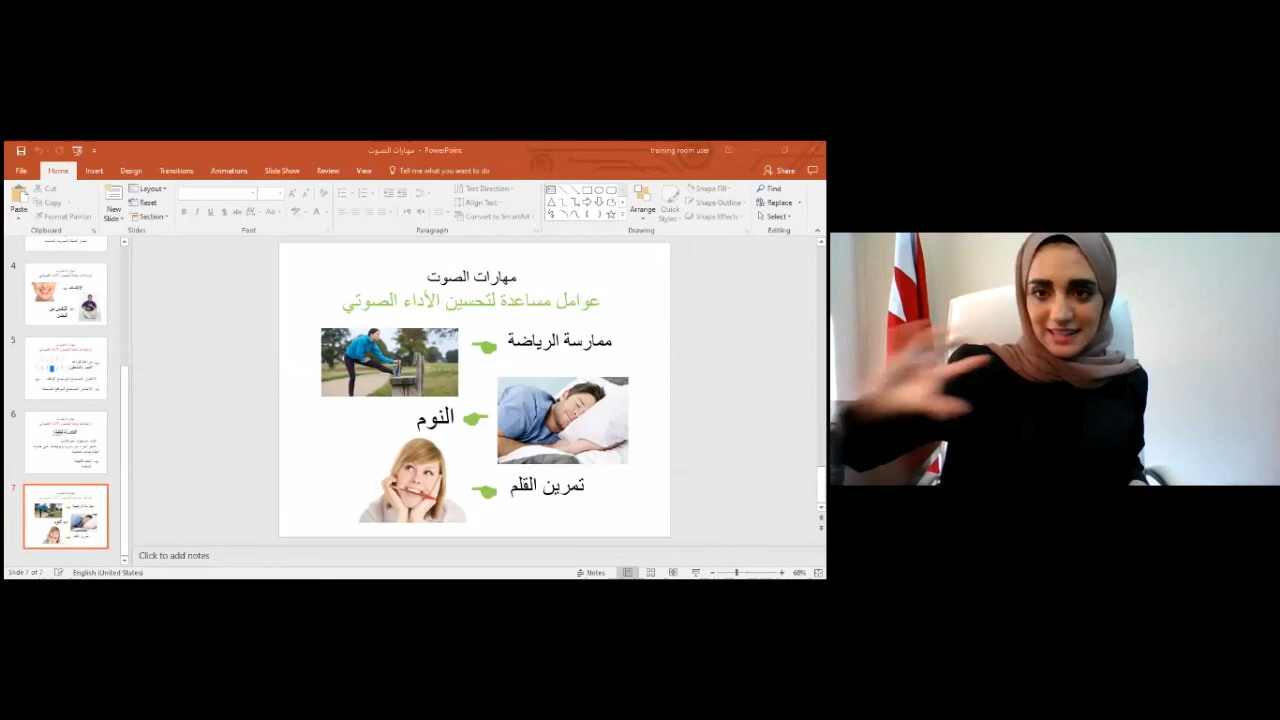 مهارات الصوت - PowerPoint
training room user
File Home Insert Design Transitions Animations Slide Show Review View Tell me what you want to do Share
Paste
Cut
Copy
Format Painter
Clipboard
New Slide
Layout
Reset
Section
Slides
Font
Text Direction
Align Text
Convert to SmartArt
Paragraph
Arrange
Quick Styles
Shape Fill
Shape Outline
Shape Effects
Drawing
Find
Replace
Select
Editing
4
5
6
7
مهارات الصوت
عوامل مساعدة لتحسين الأداء الصوتي
ممارسة الرياضة
النوم
تمرين القلم
Click to add notes
Slide 7 of 7 English (United States) Notes 68%